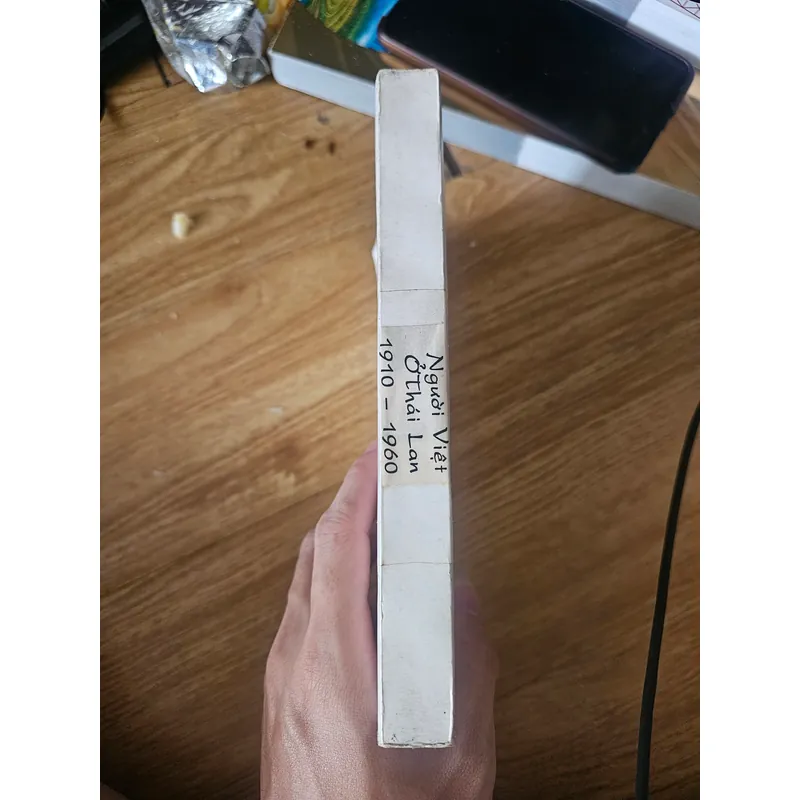 Người Việt
Ở Thái Lan
1910 - 1960